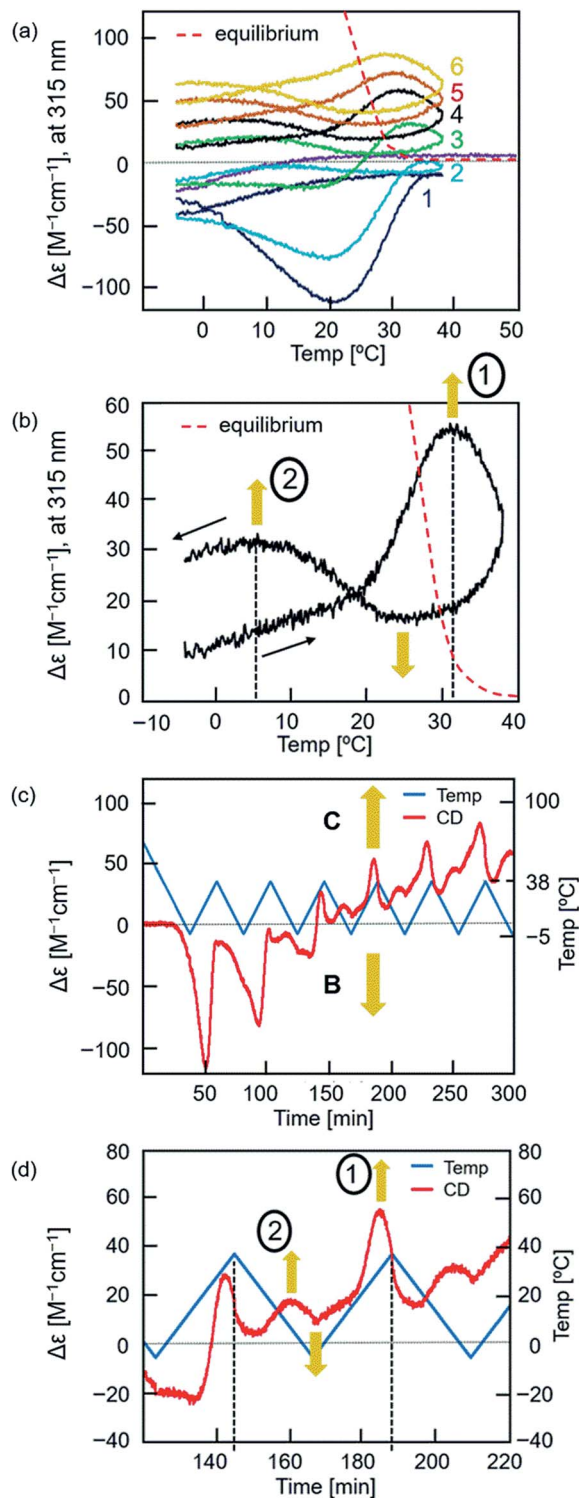 (a)
100
50
0
−50
−100
Δε [M⁻¹cm⁻¹], at 315 nm
equilibrium
6
5
4
3
2
1
0 10 20 30 40 50
Temp [ºC]
(b)
60
50
40
30
20
10
0
Δε [M⁻¹cm⁻¹], at 315 nm
equilibrium
1
2
−10 0 10 20 30 40
Temp [ºC]
(c)
100
50
0
−50
−100
Δε [M⁻¹cm⁻¹]
C
B
Temp
CD
100
38
−5
Temp [ºC]
50 100 150 200 250 300
Time [min]
(d)
80
60
40
20
0
−20
−40
Δε [M⁻¹cm⁻¹]
1
2
Temp
CD
80
60
40
20
0
−20
−40
Temp [ºC]
140 160 180 200 220
Time [min]